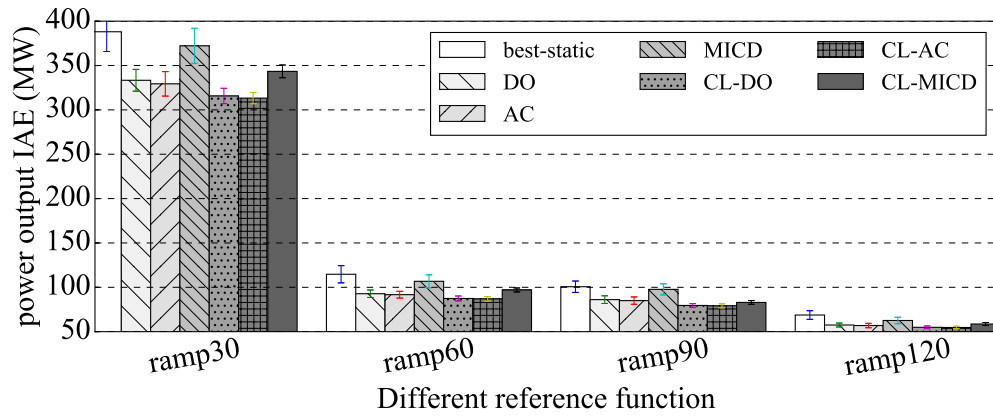 power output IAE (MW)
400
350
300
250
200
150
100
50
best-static
DO
AC
MICD
CL-DO
CL-AC
CL-MICD
ramp30
ramp60
ramp90
ramp120
Different reference function